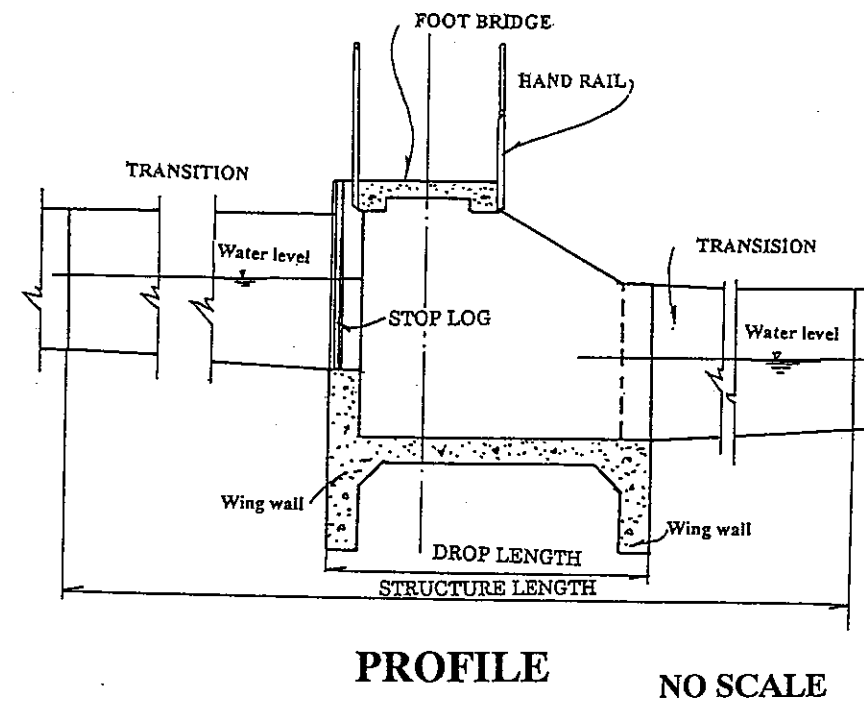 FOOT BRIDGE
HAND RAIL
TRANSITION
Water level
TRANSISION
STOP LOG
Water level
Wing wall
Wing wall
DROP LENGTH
STRUCTURE LENGTH
PROFILE
NO SCALE